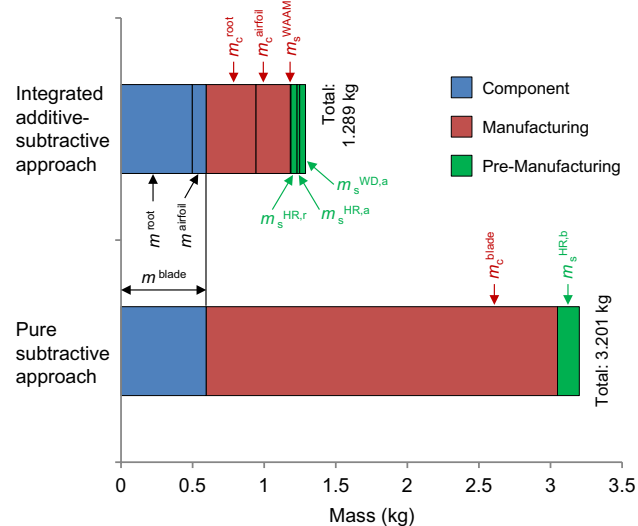 m_c^root
m_c^airfoil
m_s^WAAM
Integrated
additive-
subtractive
approach
Total:
1.289 kg
Component
Manufacturing
Pre-Manufacturing
m_s^WD,a
m_s^HR,a
m_s^HR,r
m^root
m^airfoil
m^blade
m_c^blade
m_s^HR,b
Pure
subtractive
approach
Total: 3.201 kg
0 0.5 1 1.5 2 2.5 3 3.5
Mass (kg)